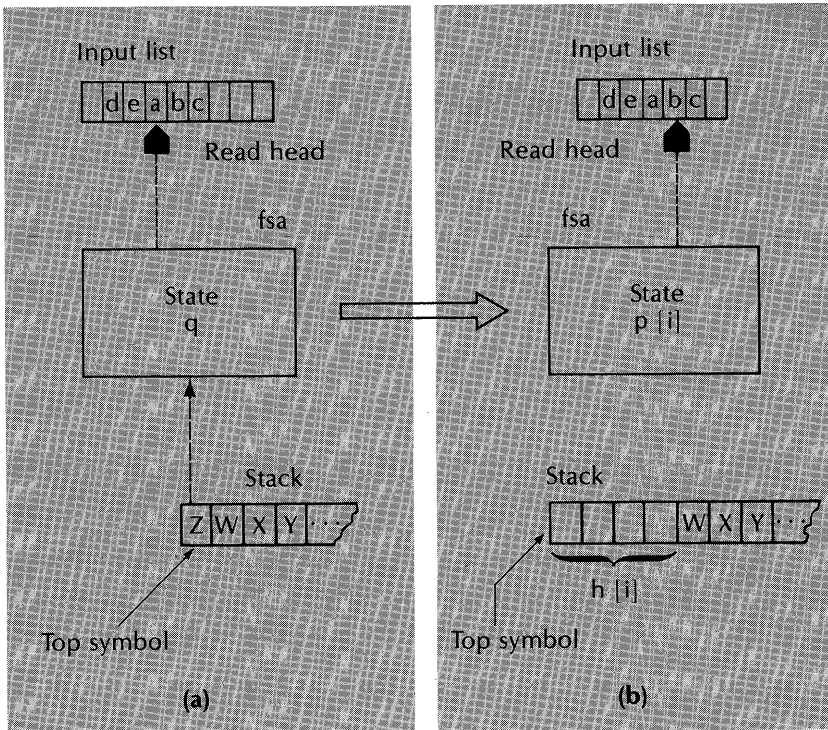 Input list
d e a b c
Read head
fsa
State
q
Stack
Z W X Y ...
Top symbol
(a)
Input list
d e a b c
Read head
fsa
State
p [i]
Stack
W X Y ...
h [i]
Top symbol
(b)